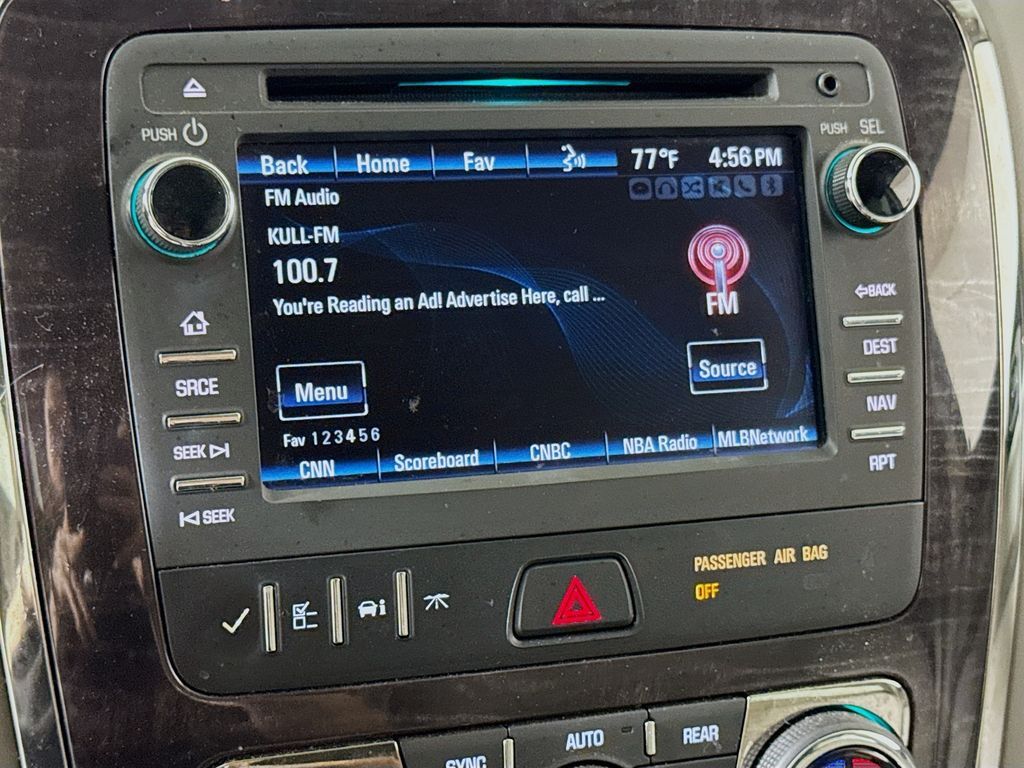 PUSH
PUSH SEL
Back Home Fav 77°F 4:56 PM
FM Audio
KULL-FM
100.7
You're Reading an Ad! Advertise Here, call ...
FM
Menu
Source
Fav 1 2 3 4 5 6
CNN Scoreboard CNBC NBA Radio MLBNetwork
SRCE
SEEK
SEEK
BACK
DEST
NAV
RPT
PASSENGER AIR BAG
OFF
SYNC AUTO REAR